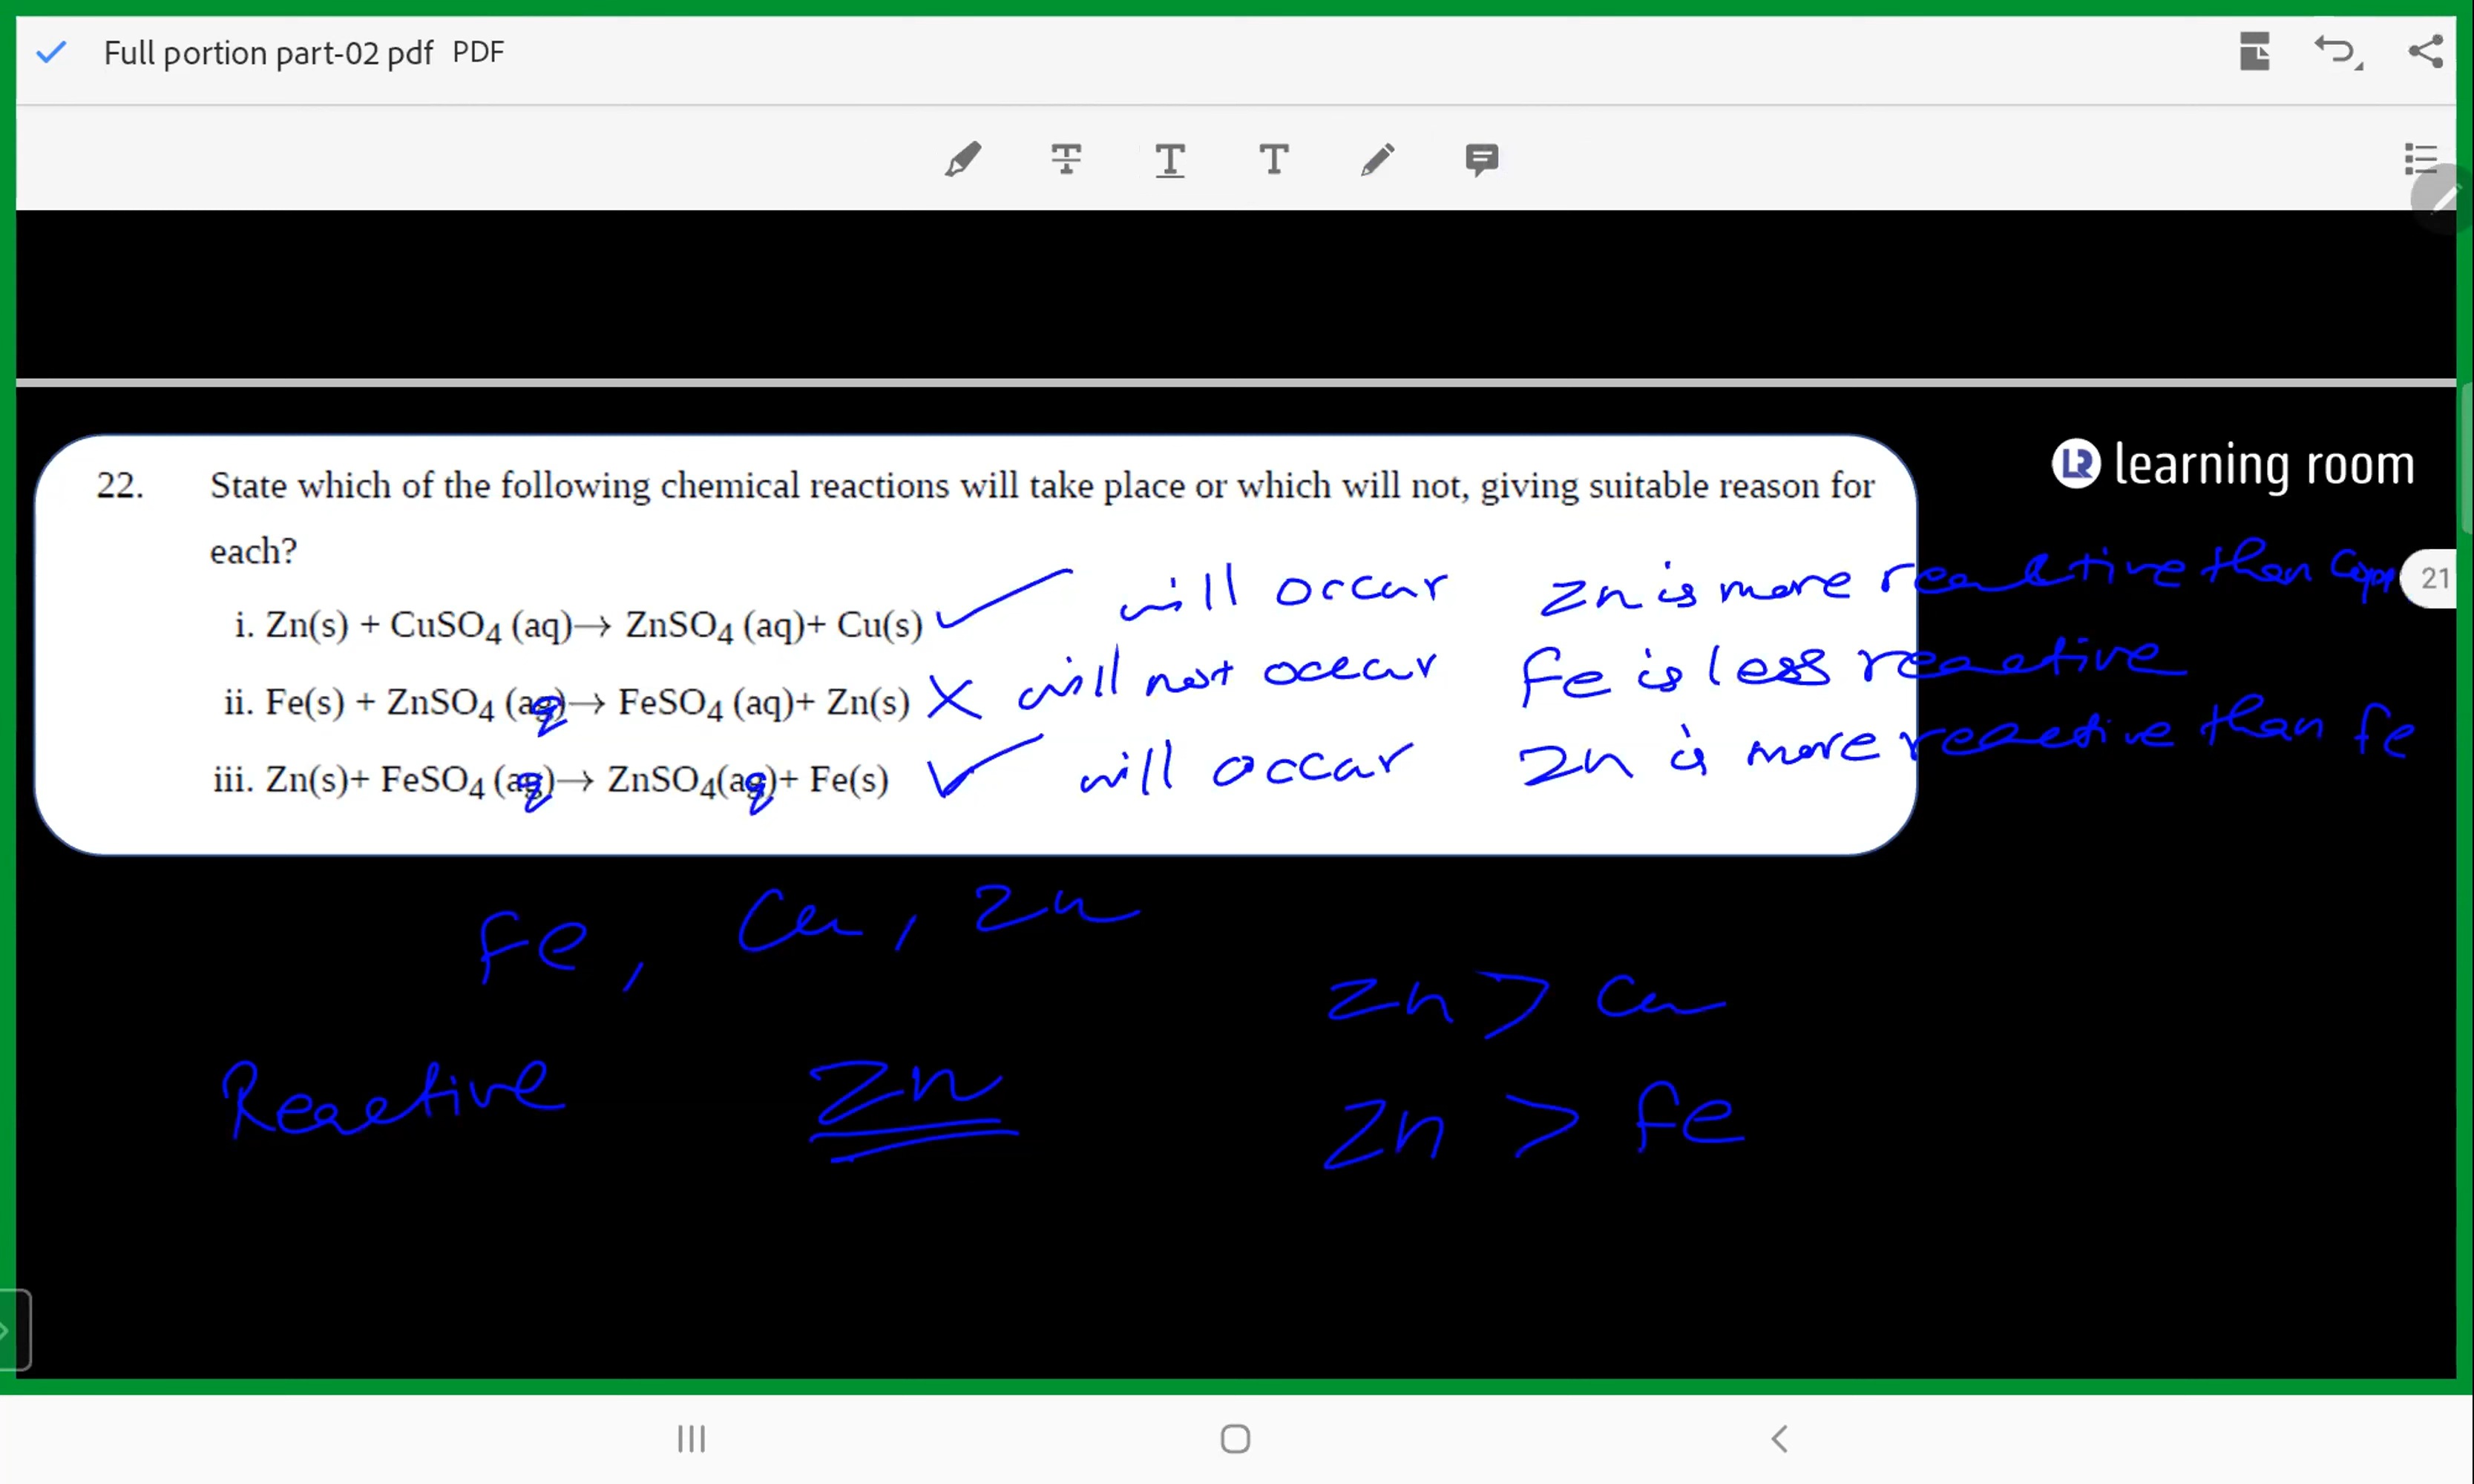 Full portion part-02 pdf PDF
learning room
22. State which of the following chemical reactions will take place or which will not, giving suitable reason for
each?
i. Zn(s) + CuSO4 (aq)→ ZnSO4 (aq)+ Cu(s) will occur Zn is more reactive than
21
ii. Fe(s) + ZnSO4 (aq)→ FeSO4 (aq)+ Zn(s) will not occur Fe is less reactive
iii. Zn(s)+ FeSO4 (aq)→ ZnSO4(aq)+ Fe(s) will occur Zn is more reactive than Fe
Fe, Cu, Zn
Zn > Cu
Reactive Zn
Zn > Fe